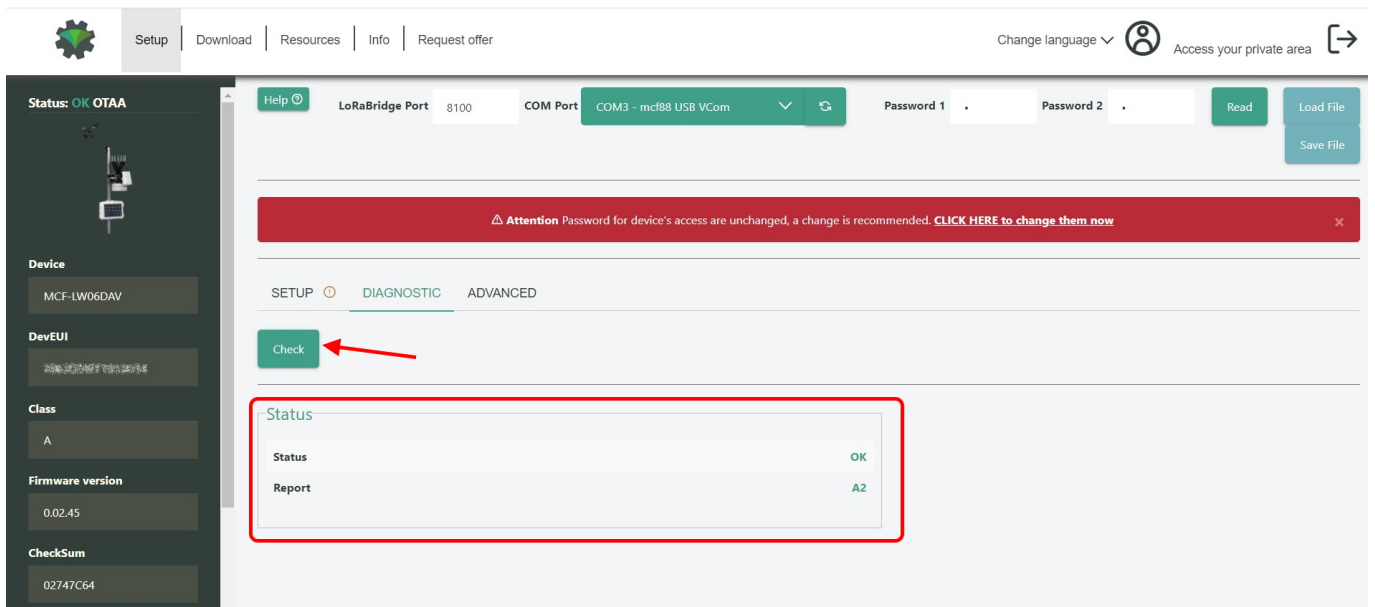 Setup
Download
Resources
Info
Request offer
Change language
Access your private area
Status: OK OTAA
Device
MCF-LW06DAV
DevEUI
Class
A
Firmware version
0.02.45
CheckSum
02747C64
Help
LoRaBridge Port
8100
COM Port
COM3 - mcf88 USB VCom
Password 1
Password 2
Read
Load File
Save File
Attention Password for device's access are unchanged, a change is recommended. CLICK HERE to change them now
SETUP
DIAGNOSTIC
ADVANCED
Check
Status
Status OK
Report A2